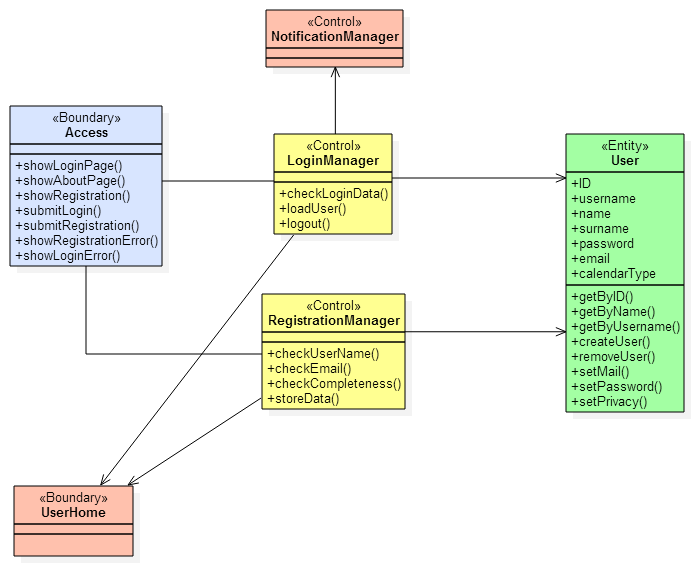 «Control»
NotificationManager
«Boundary»
Access
+showLoginPage()
+showAboutPage()
+showRegistration()
+submitLogin()
+submitRegistration()
+showRegistrationError()
+showLoginError()
«Control»
LoginManager
+checkLoginData()
+loadUser()
+logout()
«Entity»
User
+ID
+username
+name
+surname
+password
+email
+calendarType
+getByID()
+getByName()
+getByUsername()
+createUser()
+removeUser()
+setMail()
+setPassword()
+setPrivacy()
«Control»
RegistrationManager
+checkUserName()
+checkEmail()
+checkCompleteness()
+storeData()
«Boundary»
UserHome